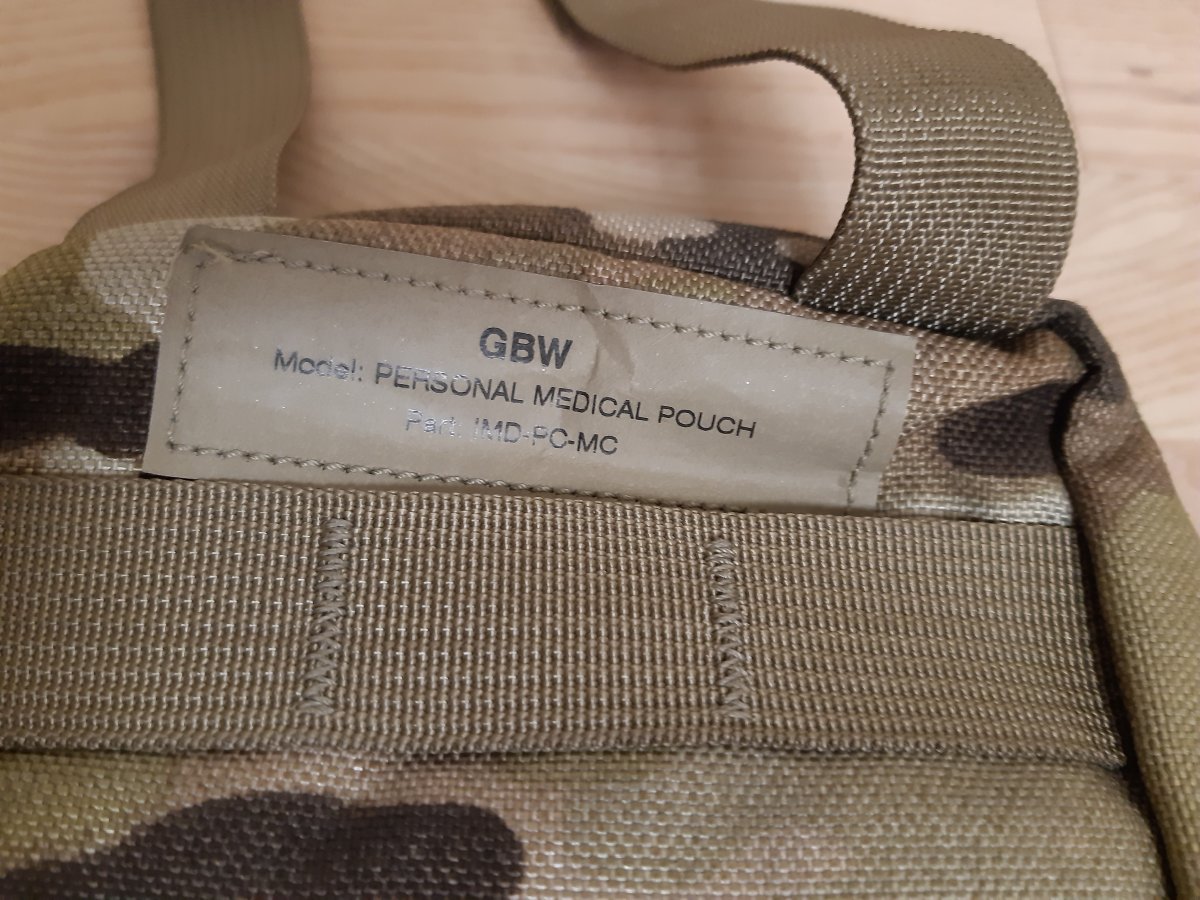 GBW
Model: PERSONAL MEDICAL POUCH
Part: IMD-PC-MC